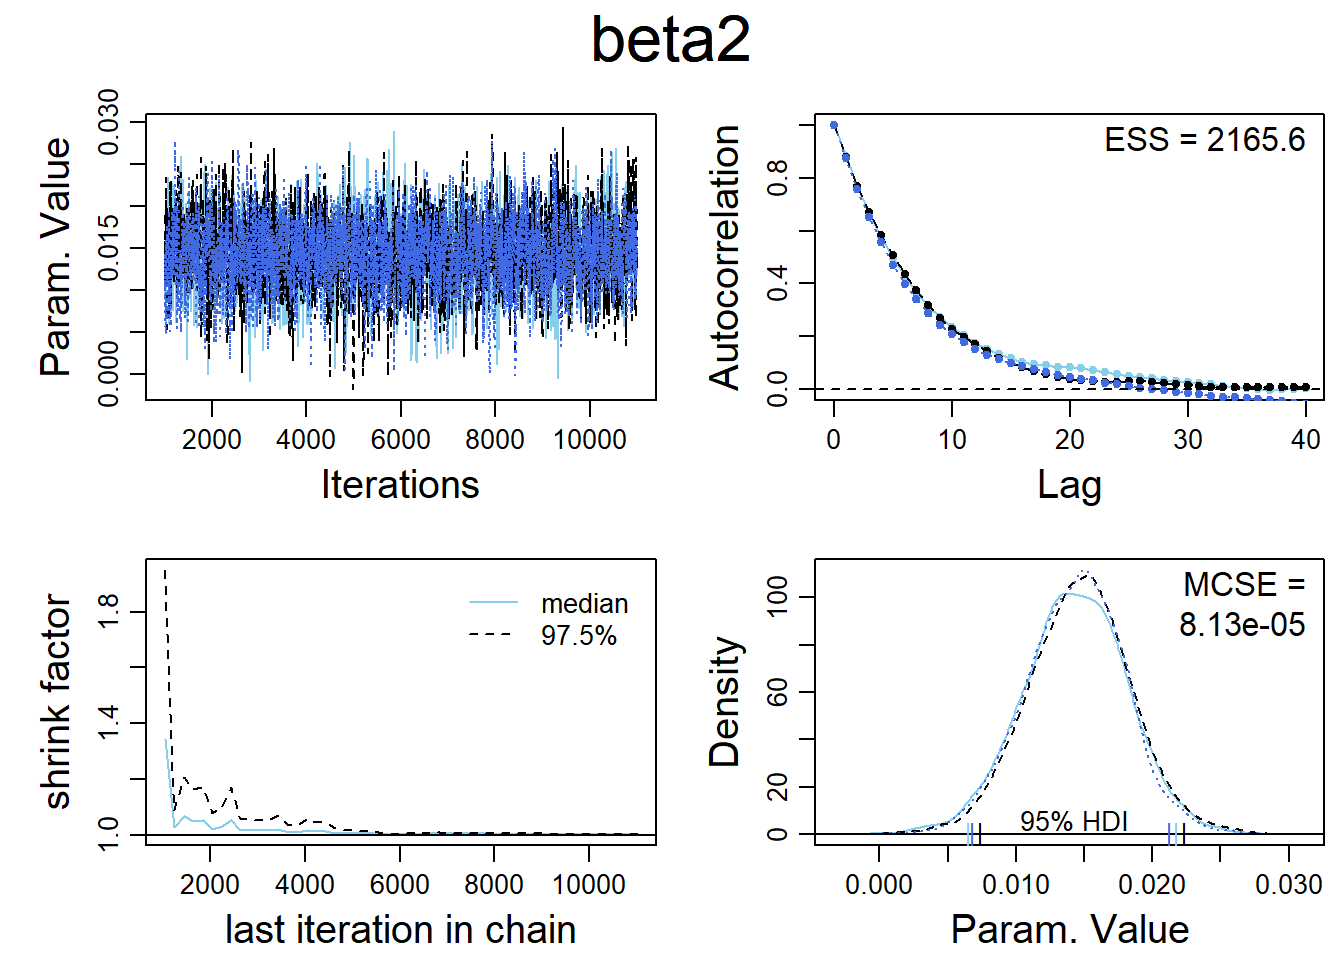 beta2
Param. Value
0.000 0.015 0.030
2000 4000 6000 8000 10000
Iterations
Autocorrelation
0.0 0.4 0.8
ESS = 2165.6
0 10 20 30 40
Lag
shrink factor
1.0 1.4 1.8
median
97.5%
2000 4000 6000 8000 10000
last iteration in chain
Density
0 20 60 100
MCSE =
8.13e-05
95% HDI
0.000 0.010 0.020 0.030
Param. Value